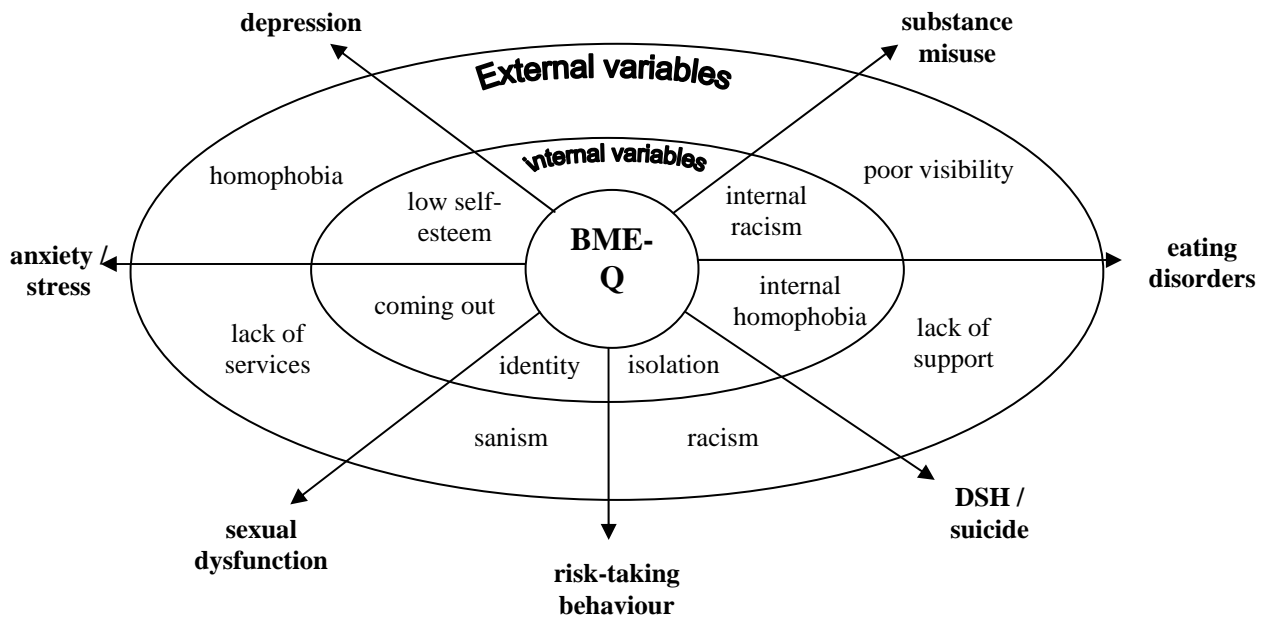 depression
substance
misuse
External variables
Internal variables
homophobia
poor visibility
low self-
esteem
internal
racism
BME-
Q
anxiety /
stress
eating
disorders
coming out
internal
homophobia
lack of
services
lack of
support
identity
isolation
sanism
racism
sexual
dysfunction
DSH /
suicide
risk-taking
behaviour